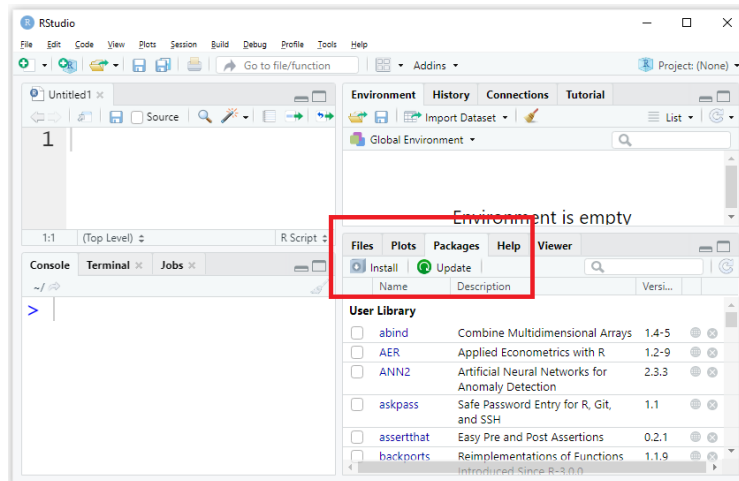 RStudio
File Edit Code View Plots Session Build Debug Profile Tools Help
Go to file/function Addins Project: (None)
Untitled1
Source
1
1:1 (Top Level) R Script
Console Terminal Jobs
~/
>
Environment History Connections Tutorial
Import Dataset List
Global Environment
Environment is empty
Files Plots Packages Help Viewer
Install Update
Name Description Versi...
User Library
abind Combine Multidimensional Arrays 1.4-5
AER Applied Econometrics with R 1.2-9
ANN2 Artificial Neural Networks for 2.3.3
Anomaly Detection
askpass Safe Password Entry for R, Git, 1.1
and SSH
assertthat Easy Pre and Post Assertions 0.2.1
backports Reimplementations of Functions 1.1.9
Introduced Since R-3.0.0